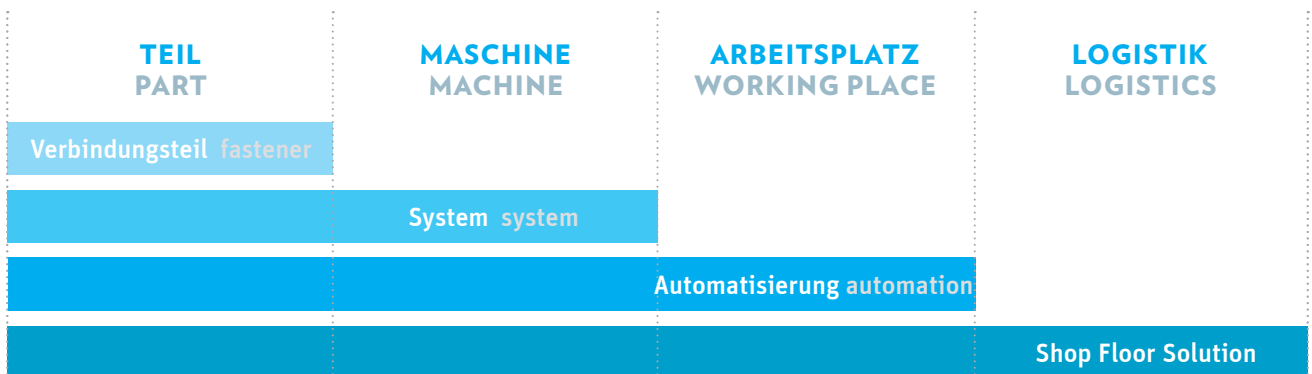 TEIL
PART
MASCHINE
MACHINE
ARBEITSPLATZ
WORKING PLACE
LOGISTIK
LOGISTICS
Verbindungsteil fastener
System system
Automatisierung automation
Shop Floor Solution